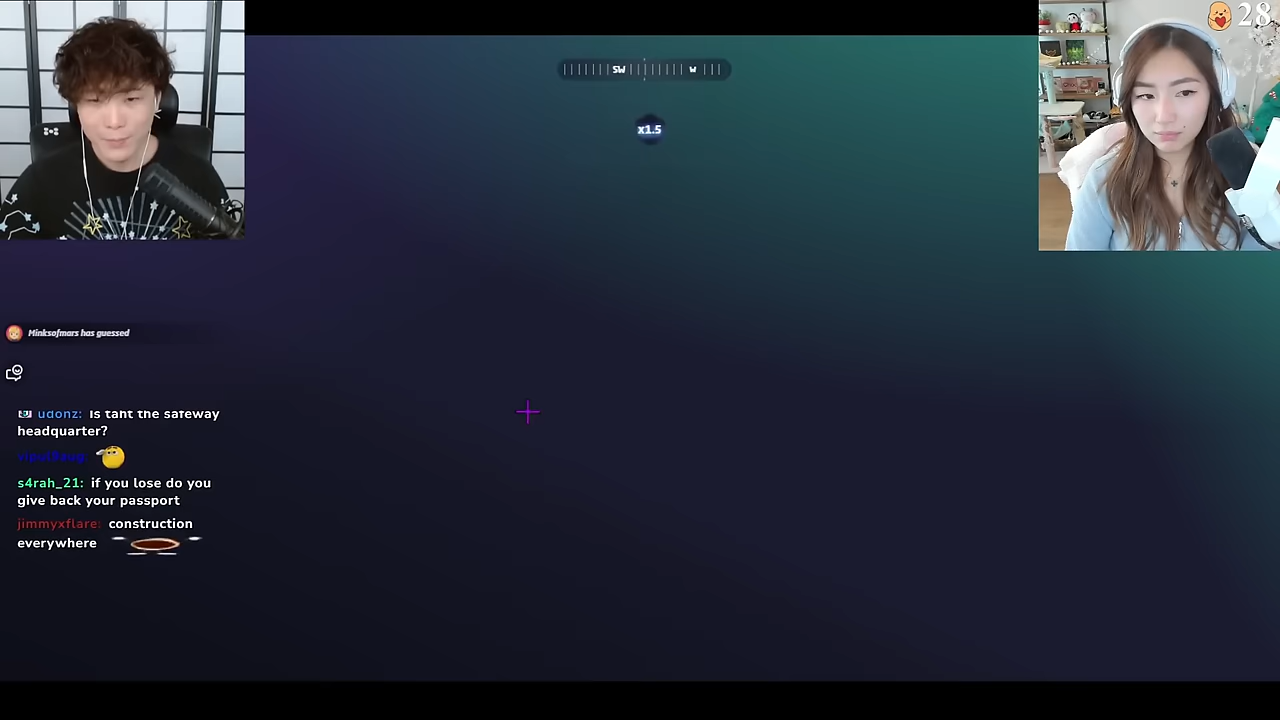 28
SW
W
x1.5
Minksofmars has guessed
udonz: Is taht the safeway
headquarter?
s4rah_21: if you lose do you
give back your passport
jimmyxflare: construction
everywhere